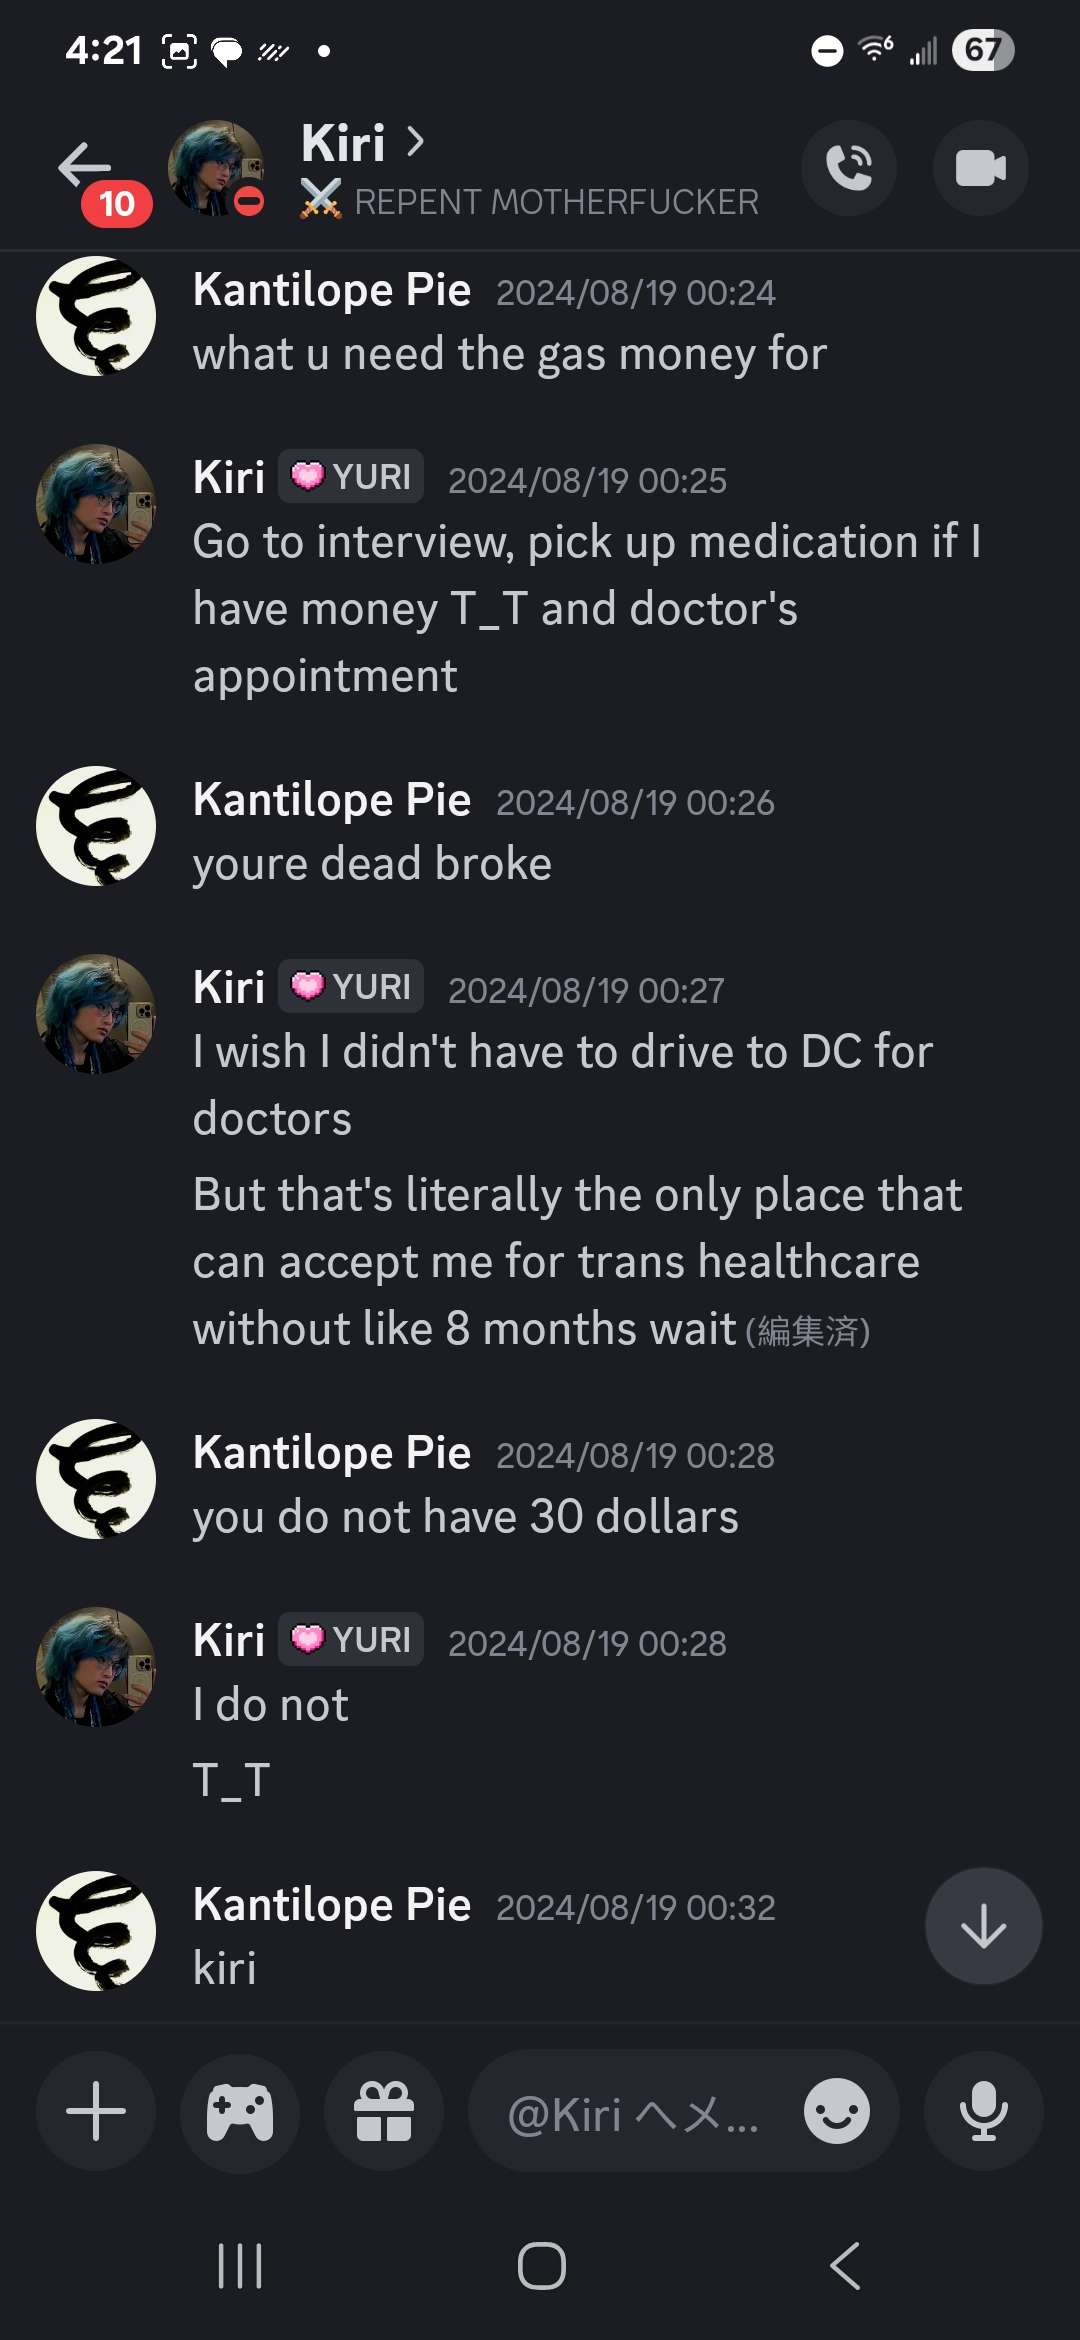 4:21
6
67
Kiri
10
REPENT MOTHERFUCKER
Kantilope Pie 2024/08/19 00:24
what u need the gas money for
Kiri YURI 2024/08/19 00:25
Go to interview, pick up medication if I
have money T_T and doctor's
appointment
Kantilope Pie 2024/08/19 00:26
youre dead broke
Kiri YURI 2024/08/19 00:27
I wish I didn't have to drive to DC for
doctors
But that's literally the only place that
can accept me for trans healthcare
without like 8 months wait (編集済)
Kantilope Pie 2024/08/19 00:28
you do not have 30 dollars
Kiri YURI 2024/08/19 00:28
I do not
T_T
Kantilope Pie 2024/08/19 00:32
kiri
@Kiri へメ...